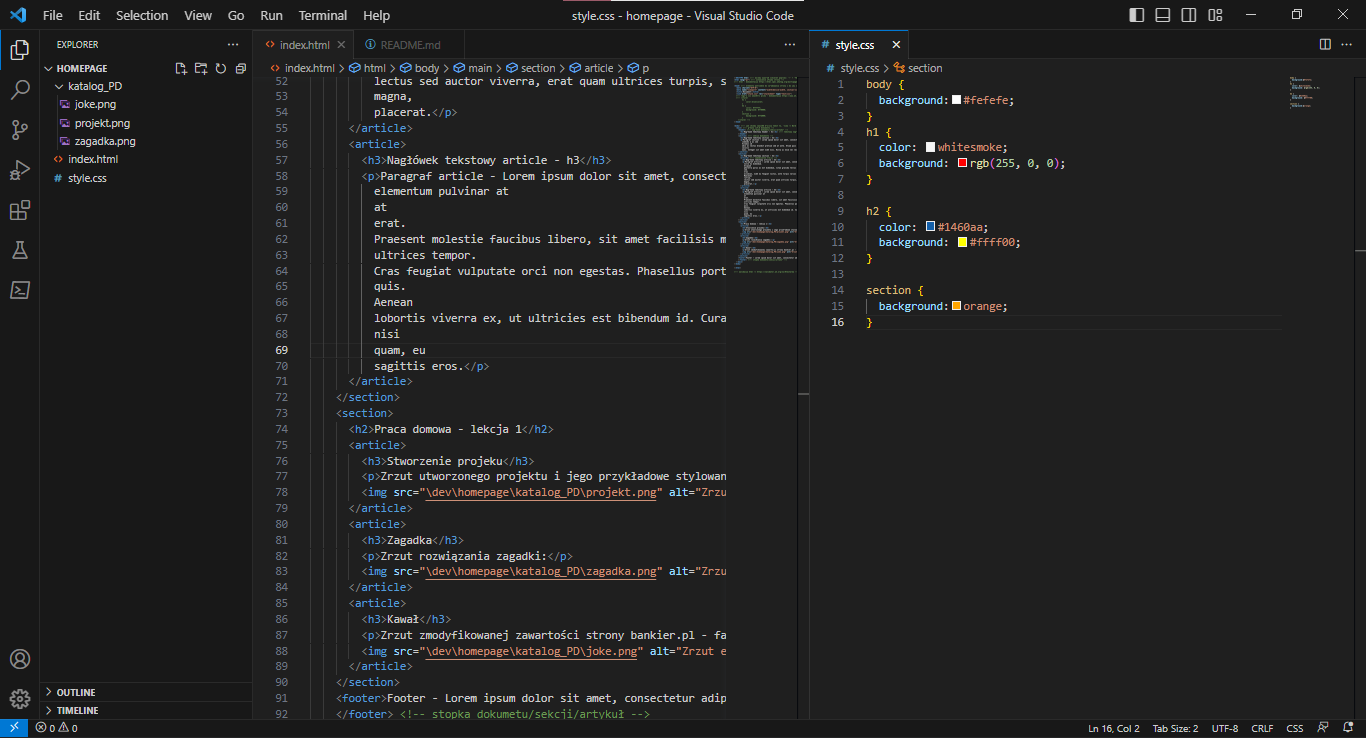 File Edit Selection View Go Run Terminal Help
style.css - homepage - Visual Studio Code
EXPLORER
HOMEPAGE
katalog_PD
joke.png
projekt.png
zagadka.png
index.html
style.css
OUTLINE
TIMELINE
index.html
README.md
index.html > html > body > main > section > article > p
52 lectus sed auctor viverra, erat quam ultrices turpis, s
53 magna,
54 placerat.</p>
55 </article>
56 <article>
57 <h3>Nagłówek tekstowy article - h3</h3>
58 <p>Paragraf article - Lorem ipsum dolor sit amet, consect
59 elementum pulvinar at
60 at
61 erat.
62 Praesent molestie faucibus libero, sit amet facilisis m
63 ultrices tempor.
64 Cras feugiat vulputate orci non egestas. Phasellus port
65 quis.
66 Aenean
67 lobortis viverra ex, ut ultricies est bibendum id. Cura
68 nisi
69 quam, eu
70 sagittis eros.</p>
71 </article>
72 </section>
73 <section>
74 <h2>Praca domowa - lekcja 1</h2>
75 <article>
76 <h3>Stworzenie projeku</h3>
77 <p>Zrzut utworzonego projektu i jego przykładowe stylowan
78 <img src="\dev\homepage\katalog_PD\projekt.png" alt="Zrzu
79 </article>
80 <article>
81 <h3>Zagadka</h3>
82 <p>Zrzut rozwiązania zagadki:</p>
83 <img src="\dev\homepage\katalog_PD\zagadka.png" alt="Zrzu
84 </article>
85 <article>
86 <h3>Kawał</h3>
87 <p>Zrzut zmodyfikowanej zawartości strony bankier.pl - fa
88 <img src="\dev\homepage\katalog_PD\joke.png" alt="Zrzut e
89 </article>
90 </section>
91 <footer>Footer - Lorem ipsum dolor sit amet, consectetur adip
92 </footer> <!-- stopka dokumetu/sekcji/artykuł -->
style.css
style.css > section
1 body {
2 background: #fefefe;
3 }
4 h1 {
5 color: whitesmoke;
6 background: rgb(255, 0, 0);
7 }
8
9 h2 {
10 color: #1460aa;
11 background: #ffff00;
12 }
13
14 section {
15 background: orange;
16 }
0 0
Ln 16, Col 2 Tab Size: 2 UTF-8 CRLF CSS